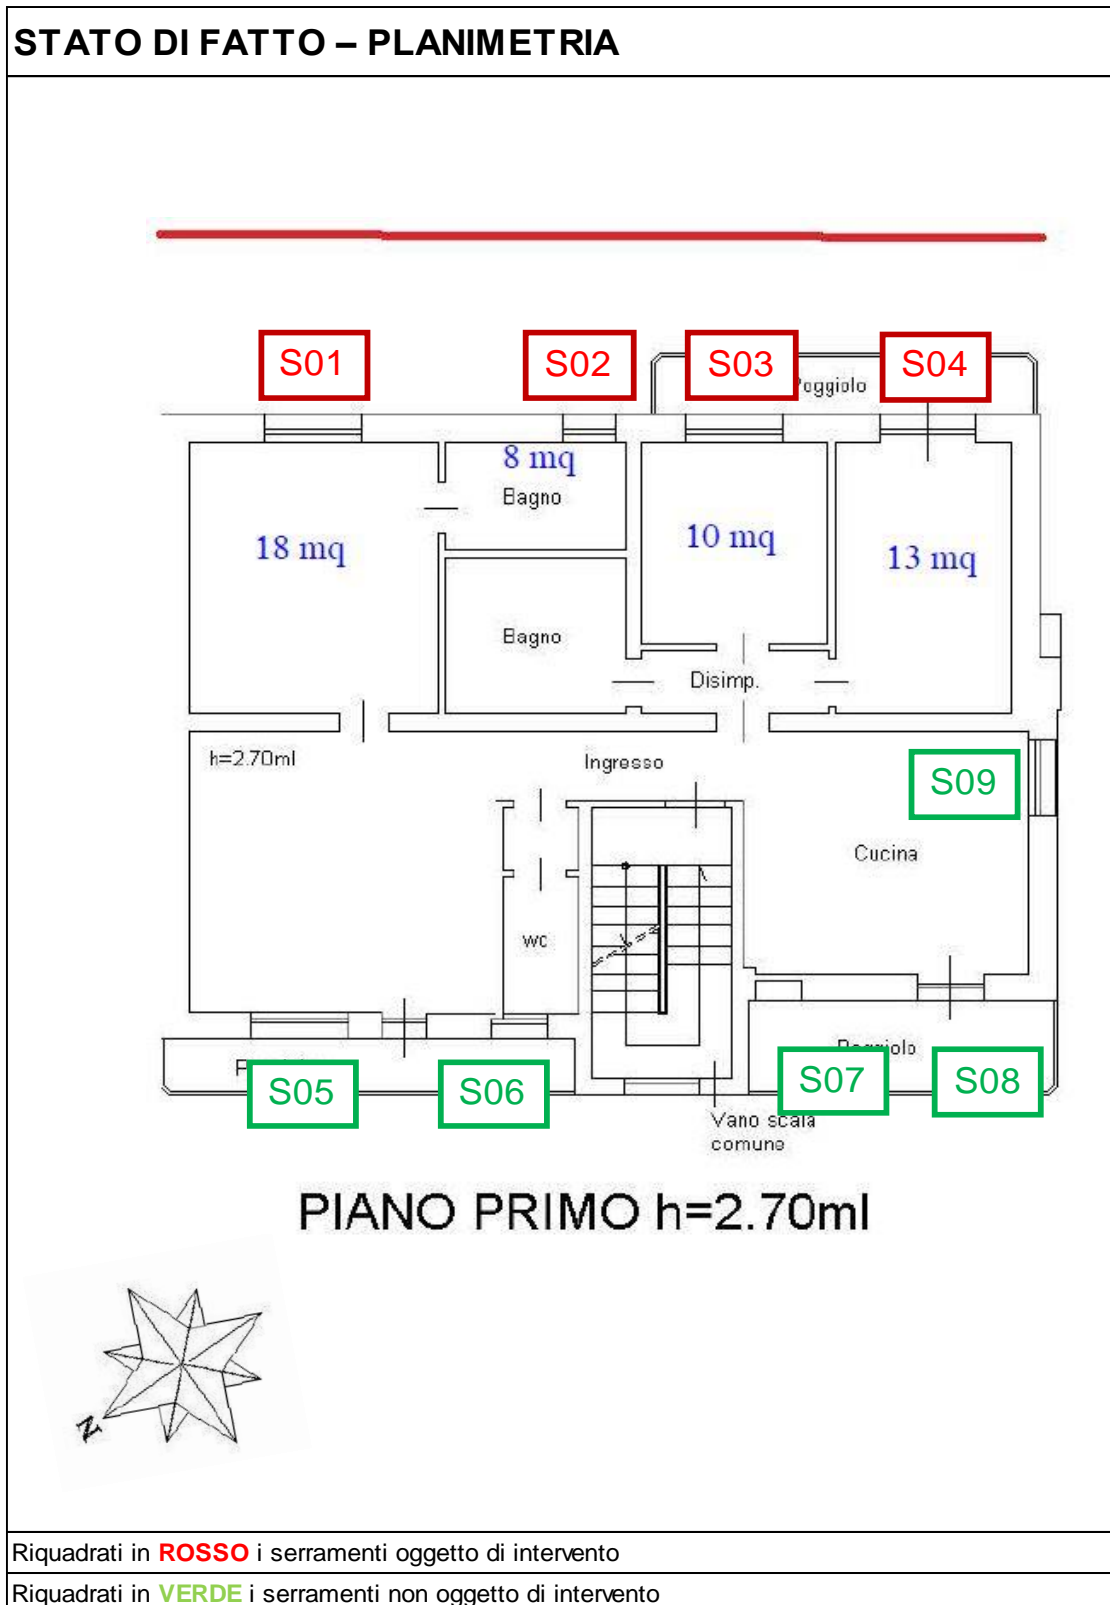 STATO DI FATTO – PLANIMETRIA
S01
S02
S03
S04
8 mq
Bagno
18 mq
10 mq
13 mq
Bagno
Disimp.
h=2.70ml
Ingresso
S09
Cucina
wc
S05
S06
S07
S08
Vano scala
comune
PIANO PRIMO h=2.70ml
N
Riquadrati in ROSSO i serramenti oggetto di intervento
Riquadrati in VERDE i serramenti non oggetto di intervento